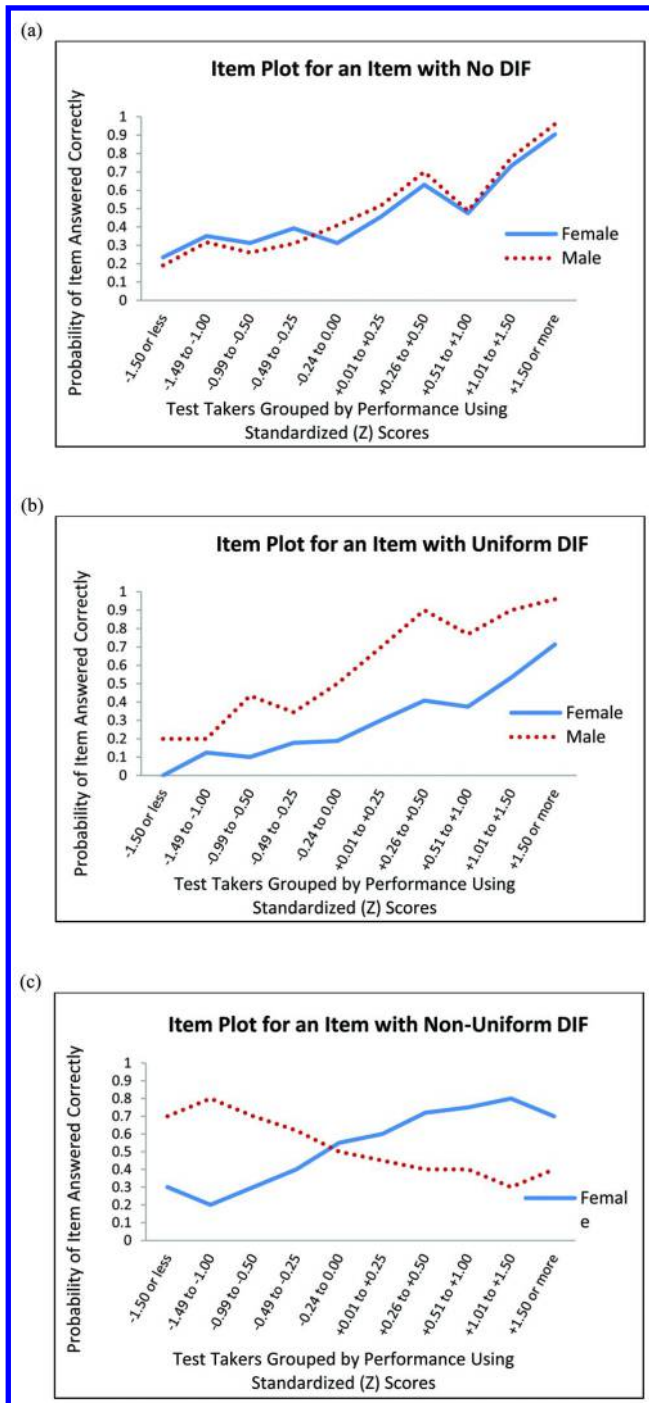 (a)
Item Plot for an Item with No DIF
Probability of Item Answered Correctly
1
0.9
0.8
0.7
0.6
0.5
0.4
0.3
0.2
0.1
0
Female
Male
-1.50 or less
-1.49 to -1.00
-0.99 to -0.50
-0.49 to -0.25
-0.24 to 0.00
+0.01 to +0.25
+0.26 to +0.50
+0.51 to +1.00
+1.01 to +1.50
+1.50 or more
Test Takers Grouped by Performance Using
Standardized (Z) Scores
(b)
Item Plot for an Item with Uniform DIF
Probability of Item Answered Correctly
1
0.9
0.8
0.7
0.6
0.5
0.4
0.3
0.2
0.1
0
Female
Male
-1.50 or less
-1.49 to -1.00
-0.99 to -0.50
-0.49 to -0.25
-0.24 to 0.00
+0.01 to +0.25
+0.26 to +0.50
+0.51 to +1.00
+1.01 to +1.50
+1.50 or more
Test Takers Grouped by Performance Using
Standardized (Z) Scores
(c)
Item Plot for an Item with Non-Uniform DIF
Probability of Item Answered Correctly
1
0.9
0.8
0.7
0.6
0.5
0.4
0.3
0.2
0.1
0
Femal
e
-1.50 or less
-1.49 to -1.00
-0.99 to -0.50
-0.49 to -0.25
-0.24 to 0.00
+0.01 to +0.25
+0.26 to +0.50
+0.51 to +1.00
+1.01 to +1.50
+1.50 or more
Test Takers Grouped by Performance Using
Standardized (Z) Scores